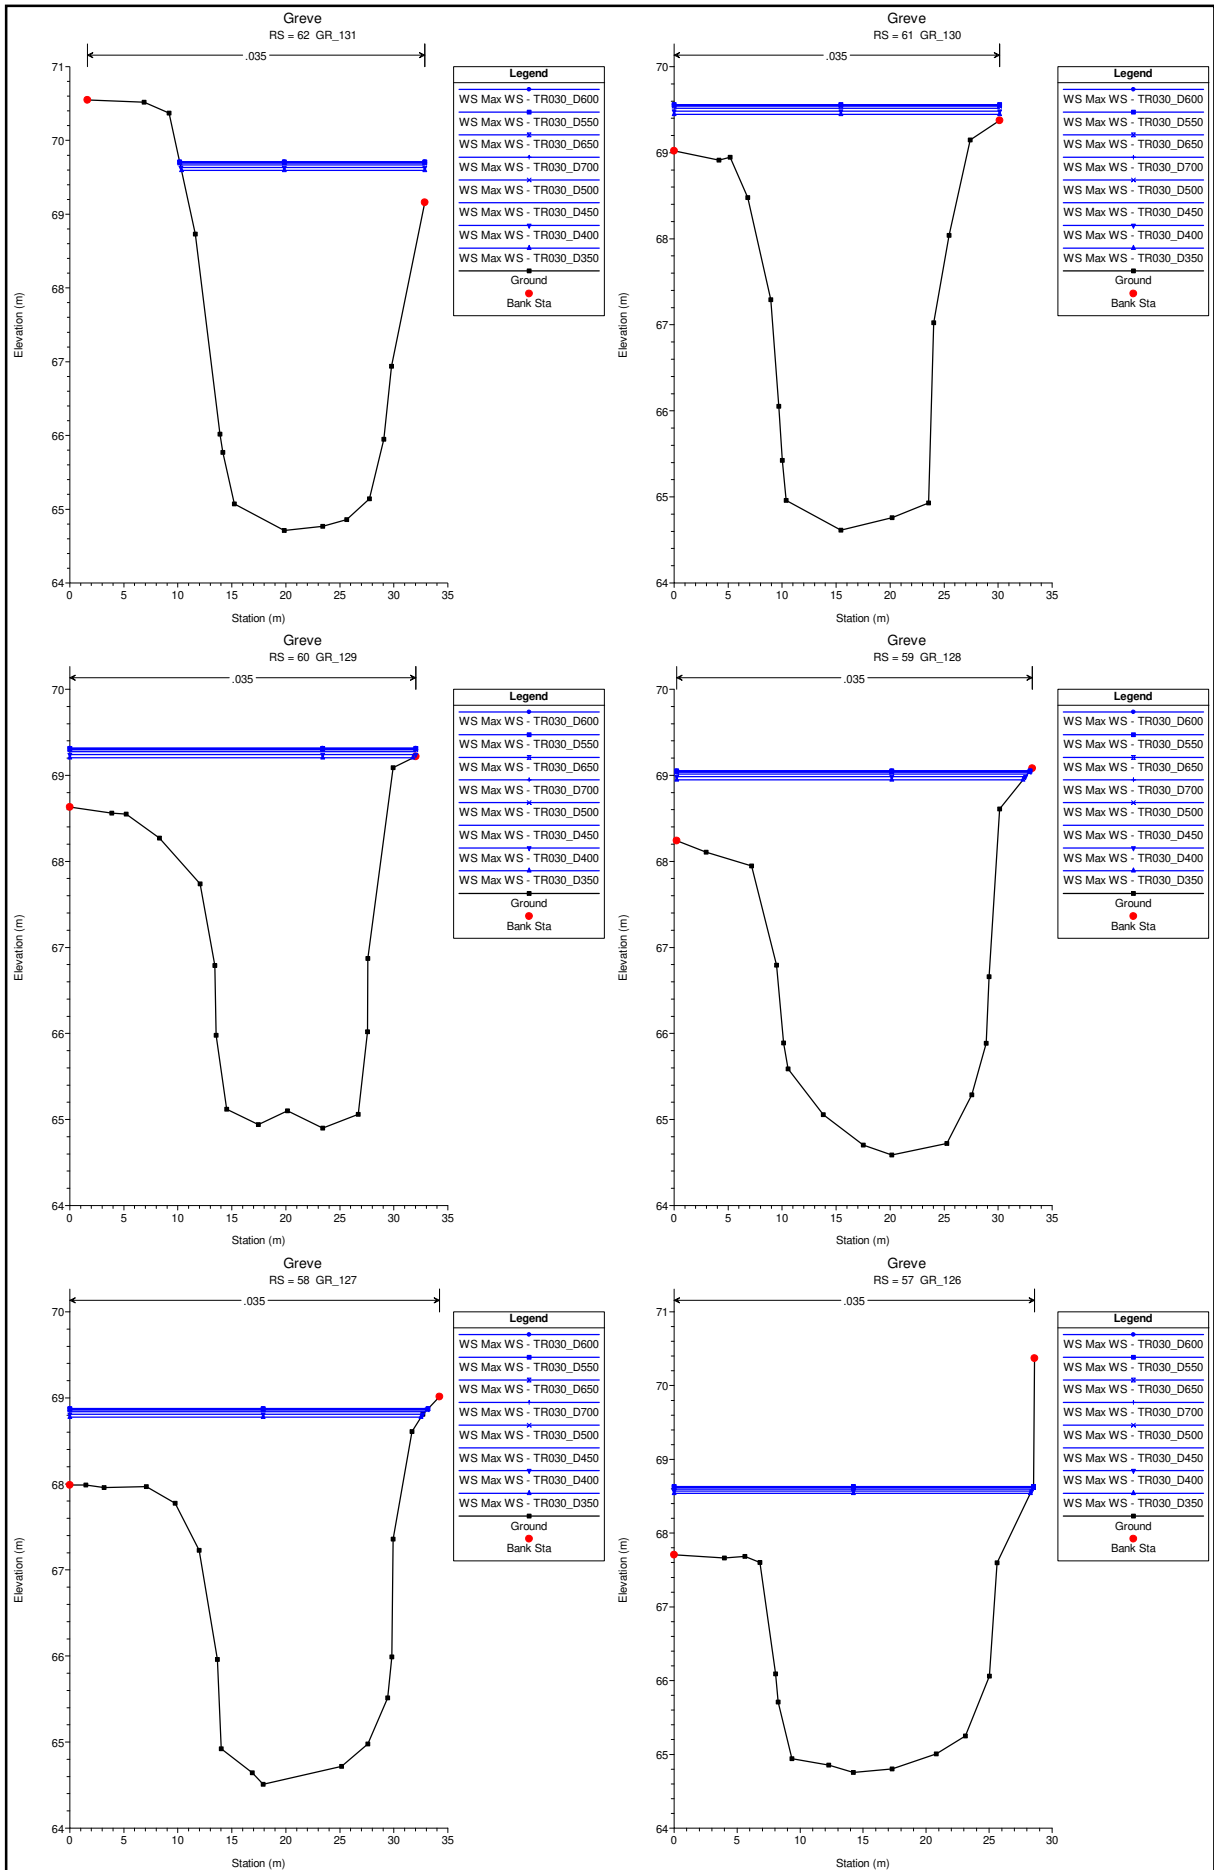 Greve
RS = 62 GR_131
.035
71
70
69
68
67
66
65
64
0 5 10 15 20 25 30 35
Elevation (m)
Station (m)
Legend
WS Max WS - TR030_D600
WS Max WS - TR030_D550
WS Max WS - TR030_D650
WS Max WS - TR030_D700
WS Max WS - TR030_D500
WS Max WS - TR030_D450
WS Max WS - TR030_D400
WS Max WS - TR030_D350
Ground
Bank Sta
Greve
RS = 61 GR_130
.035
70
69
68
67
66
65
64
0 5 10 15 20 25 30 35
Elevation (m)
Station (m)
Legend
WS Max WS - TR030_D600
WS Max WS - TR030_D550
WS Max WS - TR030_D650
WS Max WS - TR030_D700
WS Max WS - TR030_D500
WS Max WS - TR030_D450
WS Max WS - TR030_D400
WS Max WS - TR030_D350
Ground
Bank Sta
Greve
RS = 60 GR_129
.035
70
69
68
67
66
65
64
0 5 10 15 20 25 30 35
Elevation (m)
Station (m)
Legend
WS Max WS - TR030_D600
WS Max WS - TR030_D550
WS Max WS - TR030_D650
WS Max WS - TR030_D700
WS Max WS - TR030_D500
WS Max WS - TR030_D450
WS Max WS - TR030_D400
WS Max WS - TR030_D350
Ground
Bank Sta
Greve
RS = 59 GR_128
.035
70
69
68
67
66
65
64
0 5 10 15 20 25 30 35
Elevation (m)
Station (m)
Legend
WS Max WS - TR030_D600
WS Max WS - TR030_D550
WS Max WS - TR030_D650
WS Max WS - TR030_D700
WS Max WS - TR030_D500
WS Max WS - TR030_D450
WS Max WS - TR030_D400
WS Max WS - TR030_D350
Ground
Bank Sta
Greve
RS = 58 GR_127
.035
70
69
68
67
66
65
64
0 5 10 15 20 25 30 35
Elevation (m)
Station (m)
Legend
WS Max WS - TR030_D600
WS Max WS - TR030_D550
WS Max WS - TR030_D650
WS Max WS - TR030_D700
WS Max WS - TR030_D500
WS Max WS - TR030_D450
WS Max WS - TR030_D400
WS Max WS - TR030_D350
Ground
Bank Sta
Greve
RS = 57 GR_126
.035
71
70
69
68
67
66
65
64
0 5 10 15 20 25 30
Elevation (m)
Station (m)
Legend
WS Max WS - TR030_D600
WS Max WS - TR030_D550
WS Max WS - TR030_D650
WS Max WS - TR030_D700
WS Max WS - TR030_D500
WS Max WS - TR030_D450
WS Max WS - TR030_D400
WS Max WS - TR030_D350
Ground
Bank Sta